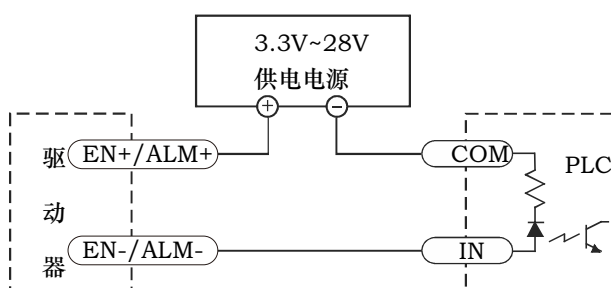 3.3V~28V
供电电源
+ −
驱 EN+/ALM+ COM PLC
动
器 EN-/ALM- IN